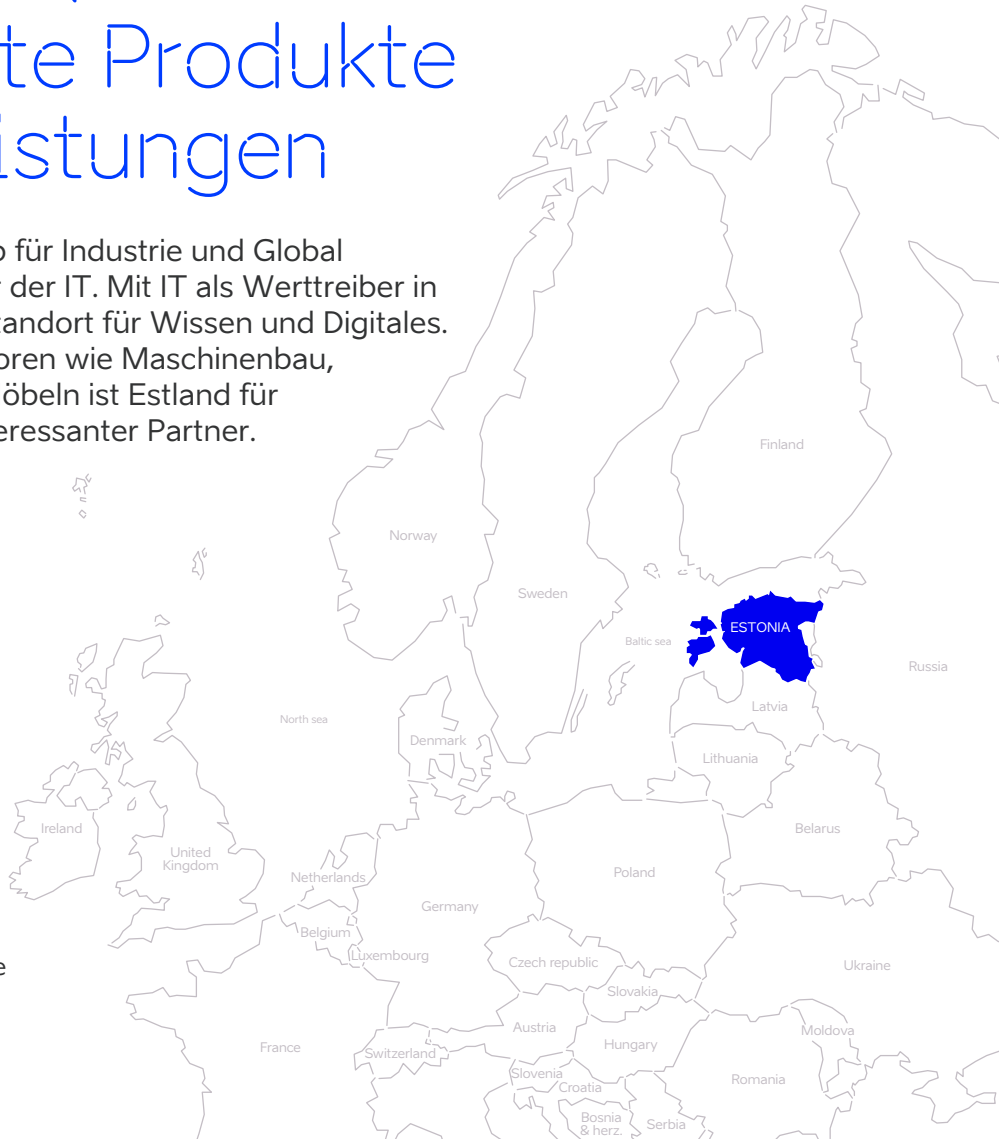 te Produkte
istungen
für Industrie und Global
der IT. Mit IT als Werttreiber in
tandort für Wissen und Digitales.
oren wie Maschinenbau,
öbeln ist Estland für
eressanter Partner.
Finland
Norway
Sweden
ESTONIA
Baltic sea
Russia
Latvia
North sea
Denmark
Lithuania
Ireland
Belarus
United
Kingdom
Poland
Netherlands
Germany
Belgium
Luxembourg
Czech republic
Ukraine
e
Slovakia
Austria
Moldova
Hungary
France
Switzerland
Slovenia
Romania
Croatia
Bosnia
& herz.
Serbia